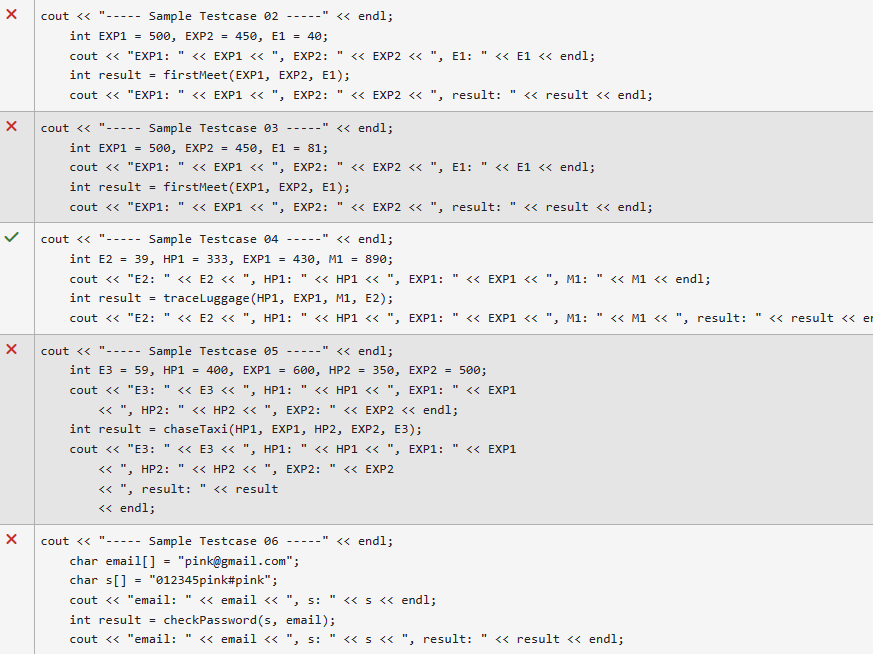 cout << "----- Sample Testcase 02 -----" << endl;
int EXP1 = 500, EXP2 = 450, E1 = 40;
cout << "EXP1: " << EXP1 << ", EXP2: " << EXP2 << ", E1: " << E1 << endl;
int result = firstMeet(EXP1, EXP2, E1);
cout << "EXP1: " << EXP1 << ", EXP2: " << EXP2 << ", result: " << result << endl;
cout << "----- Sample Testcase 03 -----" << endl;
int EXP1 = 500, EXP2 = 450, E1 = 81;
cout << "EXP1: " << EXP1 << ", EXP2: " << EXP2 << ", E1: " << E1 << endl;
int result = firstMeet(EXP1, EXP2, E1);
cout << "EXP1: " << EXP1 << ", EXP2: " << EXP2 << ", result: " << result << endl;
cout << "----- Sample Testcase 04 -----" << endl;
int E2 = 39, HP1 = 333, EXP1 = 430, M1 = 890;
cout << "E2: " << E2 << ", HP1: " << HP1 << ", EXP1: " << EXP1 << ", M1: " << M1 << endl;
int result = traceLuggage(HP1, EXP1, M1, E2);
cout << "E2: " << E2 << ", HP1: " << HP1 << ", EXP1: " << EXP1 << ", M1: " << M1 << ", result: " << result <<
cout << "----- Sample Testcase 05 -----" << endl;
int E3 = 59, HP1 = 400, EXP1 = 600, HP2 = 350, EXP2 = 500;
cout << "E3: " << E3 << ", HP1: " << HP1 << ", EXP1: " << EXP1
<< ", HP2: " << HP2 << ", EXP2: " << EXP2 << endl;
int result = chaseTaxi(HP1, EXP1, HP2, EXP2, E3);
cout << "E3: " << E3 << ", HP1: " << HP1 << ", EXP1: " << EXP1
<< ", HP2: " << HP2 << ", EXP2: " << EXP2
<< ", result: " << result
<< endl;
cout << "----- Sample Testcase 06 -----" << endl;
char email[] = "pink@gmail.com";
char s[] = "012345pink#pink";
cout << "email: " << email << ", s: " << s << endl;
int result = checkPassword(s, email);
cout << "email: " << email << ", s: " << s << ", result: " << result << endl;